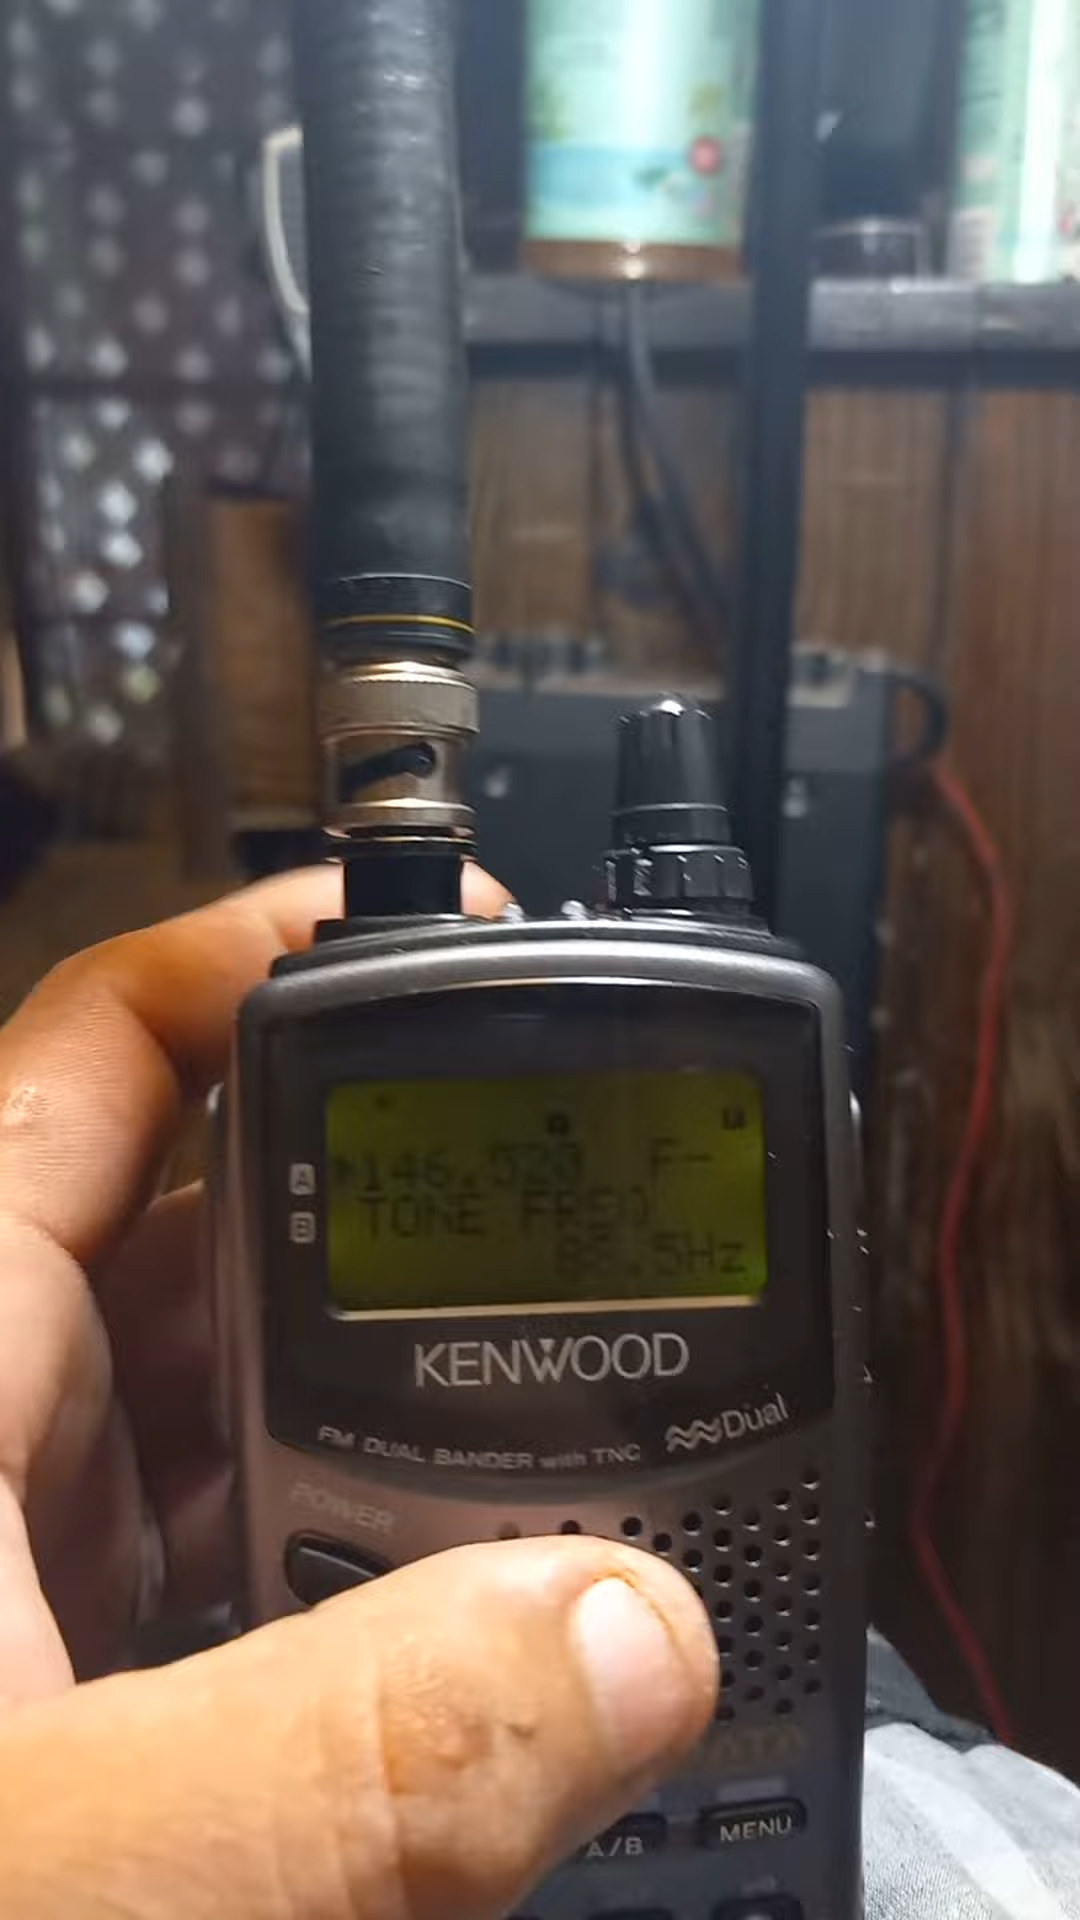 A
146.520 F-
B
TONE FREQ
88.5Hz
KENWOOD
Dual
FM DUAL BANDER with TNC
POWER
A/B
MENU